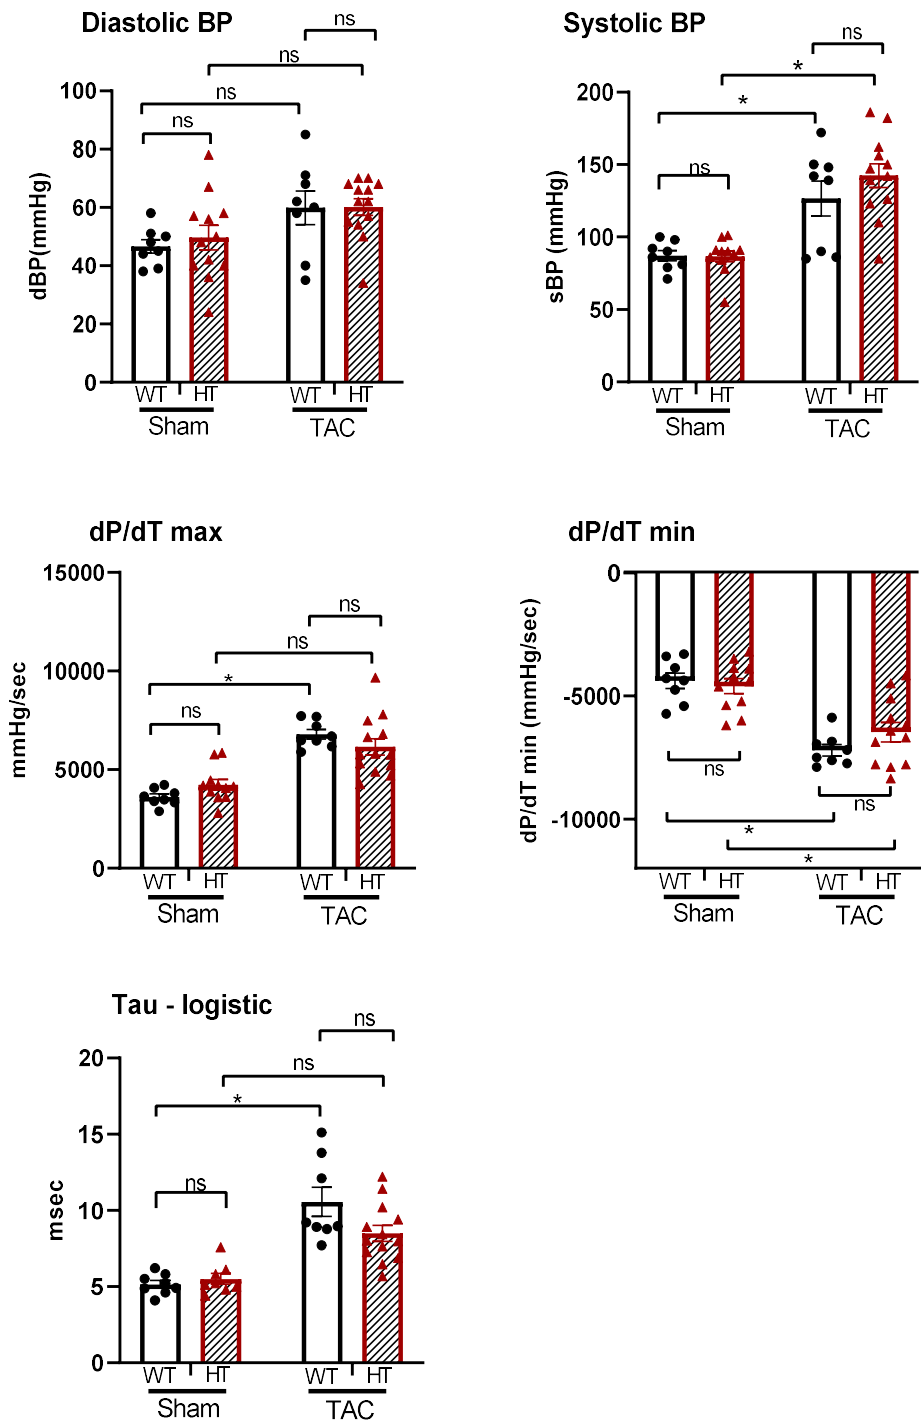 Diastolic BP
ns
ns
ns
ns
100
80
60
40
20
0
dBP(mmHg)
WT HT WT HT
Sham TAC
Systolic BP
ns
*
*
ns
200
150
100
50
0
sBP (mmHg)
WT HT WT HT
Sham TAC
dP/dT max
15000
ns
ns
10000
*
ns
5000
0
mmHg/sec
WT HT WT HT
Sham TAC
dP/dT min
0
-5000
-10000
dP/dT min (mmHg/sec)
ns
ns
*
*
WT HT WT HT
Sham TAC
Tau - logistic
ns
ns
20
*
15
ns
10
5
0
msec
WT HT WT HT
Sham TAC